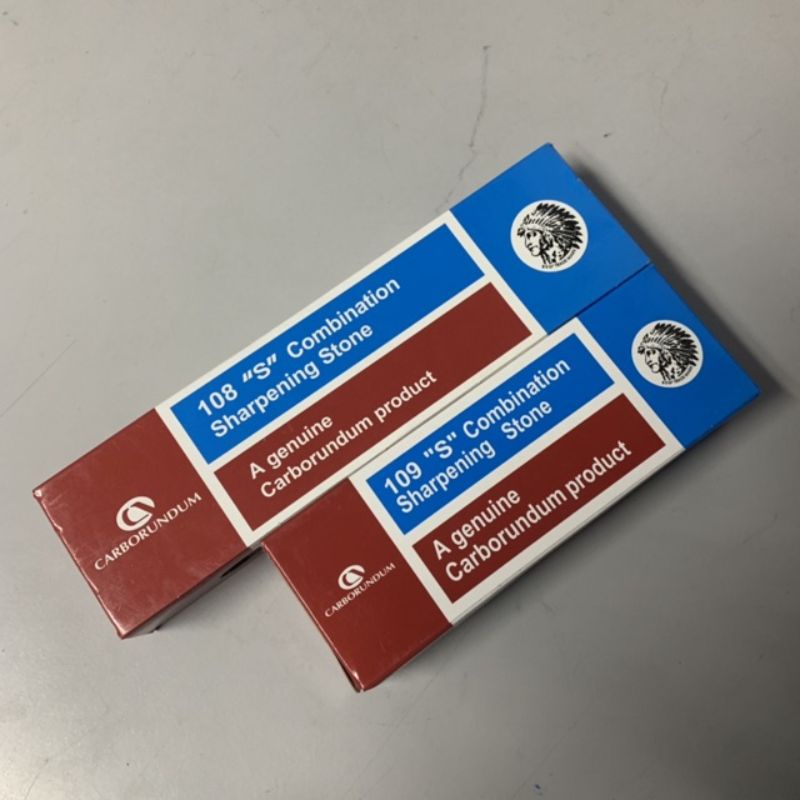 108 "S" Combination
Sharpening Stone
A genuine
Carborundum product
CARBORUNDUM
109 "S" Combination
Sharpening Stone
A genuine
Carborundum product
CARBORUNDUM